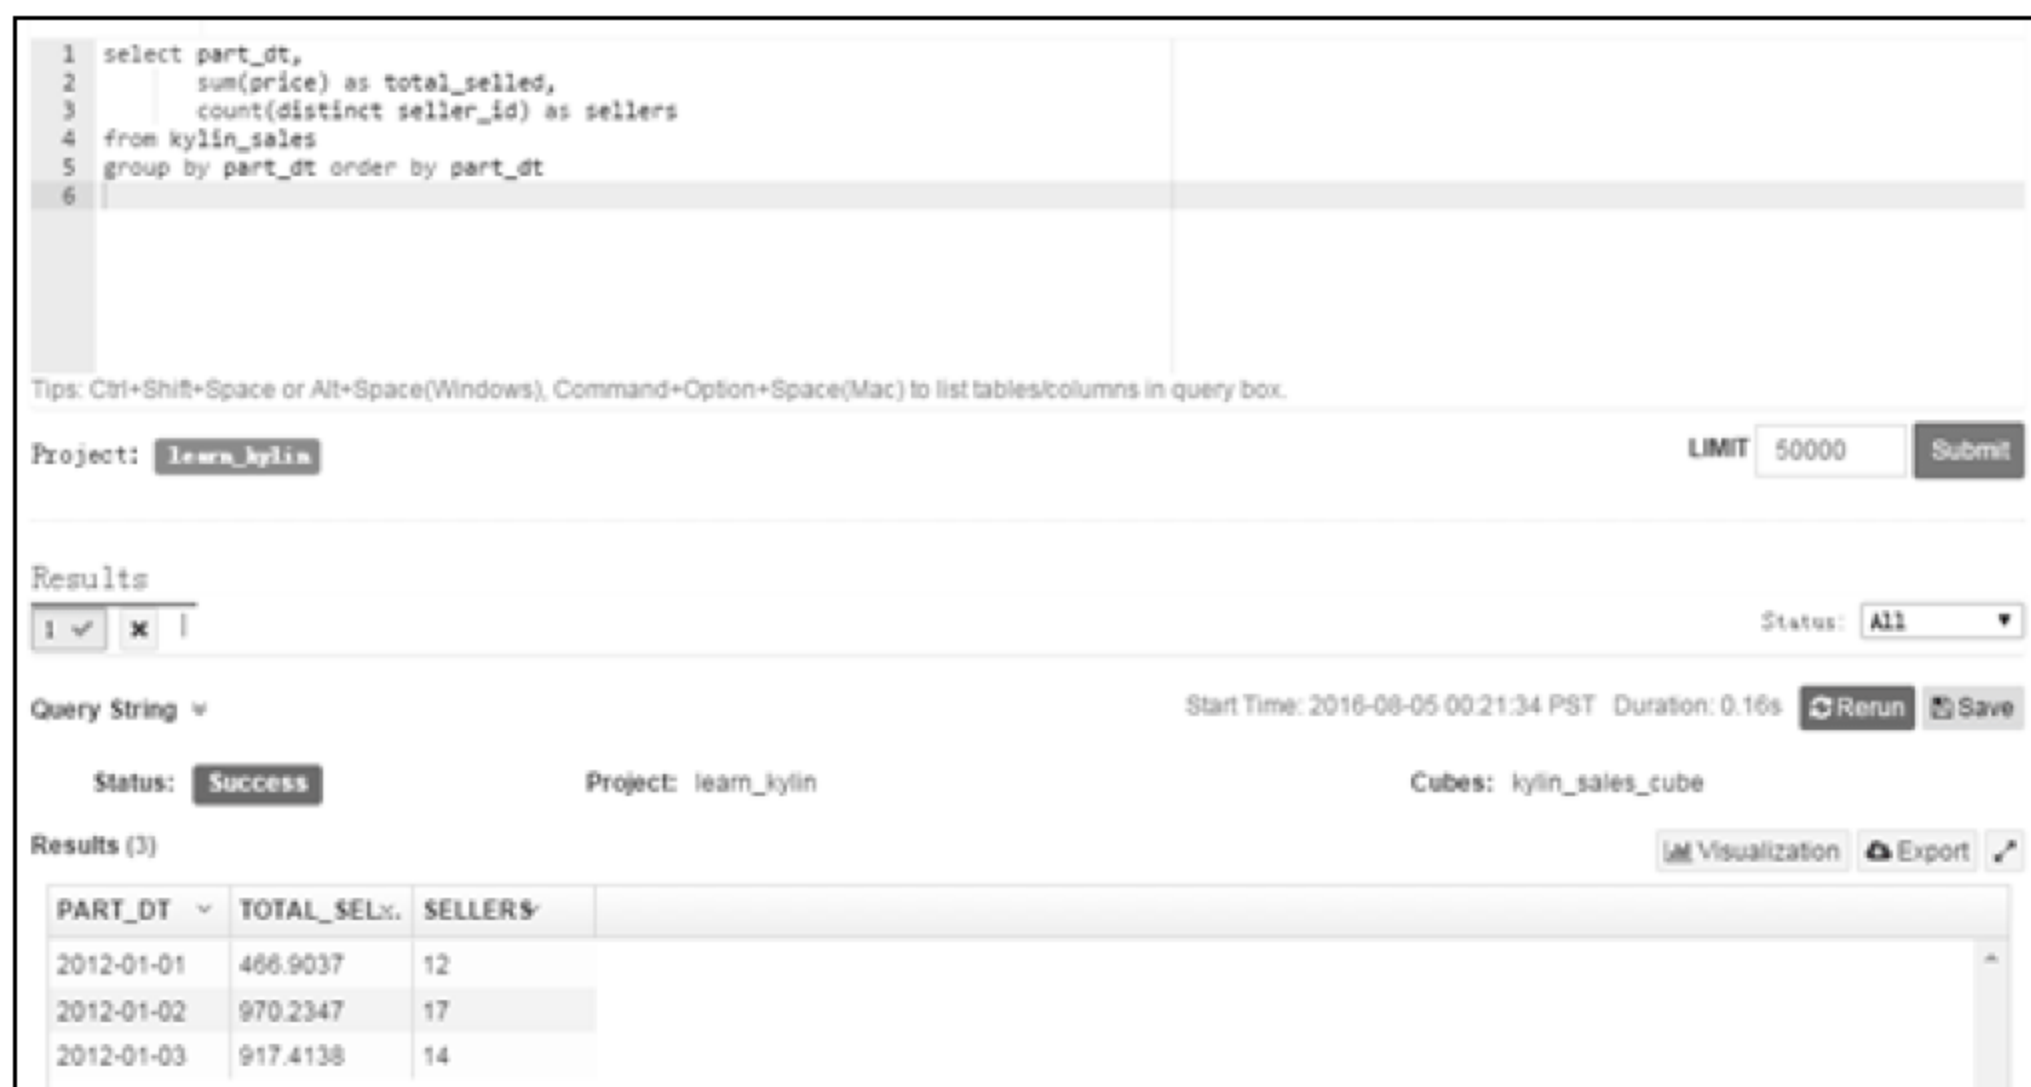 1 select part_dt,
2 sum(price) as total_selled,
3 count(distinct seller_id) as sellers
4 from kylin_sales
5 group by part_dt order by part_dt
6
Tips: Ctrl+Shift+Space or Alt+Space(Windows), Command+Option+Space(Mac) to list tables/columns in query box.
Project: learn_kylin LIMIT 50000 Submit
Results
1 Status: All
Query String Start Time: 2016-08-05 00:21:34 PST Duration: 0.16s Rerun Save
Status: Success Project: learn_kylin Cubes: kylin_sales_cube
Results (3) Visualization Export
PART_DT TOTAL_SEL... SELLERS
2012-01-01 466.9037 12
2012-01-02 970.2347 17
2012-01-03 917.4138 14